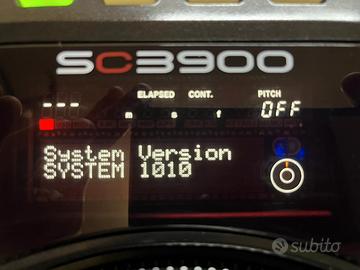 SC3900
ELAPSED CONT. PITCH
--- m s f OFF
System Version
SYSTEM 1010
subito